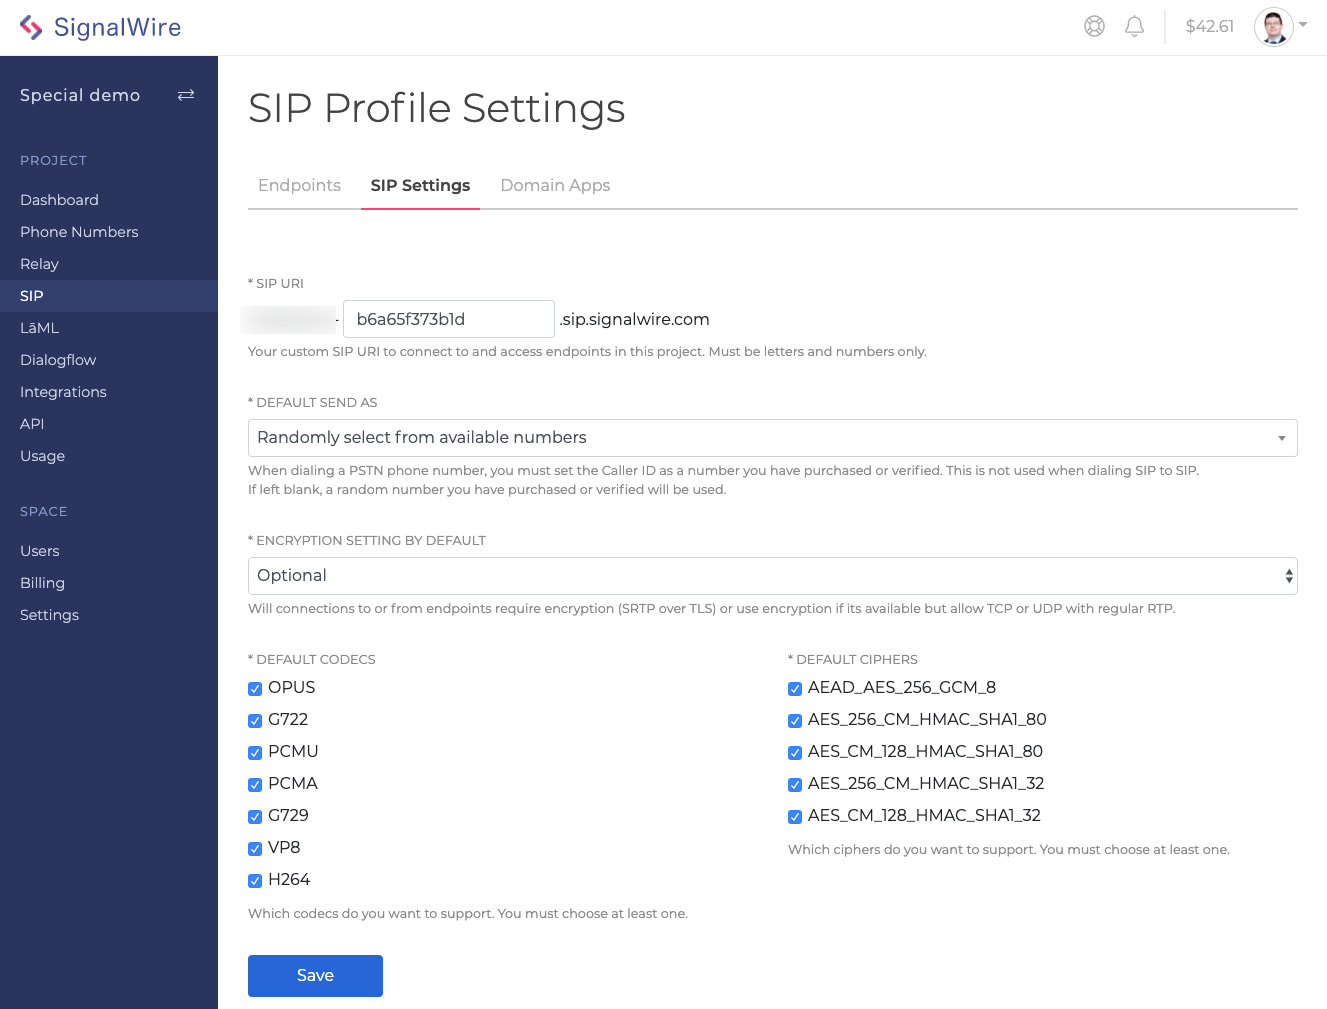 SignalWire
$42.61
Special demo
PROJECT
Dashboard
Phone Numbers
Relay
SIP
LāML
Dialogflow
Integrations
API
Usage
SPACE
Users
Billing
Settings
SIP Profile Settings
Endpoints SIP Settings Domain Apps
* SIP URI
- b6a65f373b1d .sip.signalwire.com
Your custom SIP URI to connect to and access endpoints in this project. Must be letters and numbers only.
* DEFAULT SEND AS
Randomly select from available numbers
When dialing a PSTN phone number, you must set the Caller ID as a number you have purchased or verified. This is not used when dialing SIP to SIP.
If left blank, a random number you have purchased or verified will be used.
* ENCRYPTION SETTING BY DEFAULT
Optional
Will connections to or from endpoints require encryption (SRTP over TLS) or use encryption if its available but allow TCP or UDP with regular RTP.
* DEFAULT CODECS
OPUS
G722
PCMU
PCMA
G729
VP8
H264
Which codecs do you want to support. You must choose at least one.
* DEFAULT CIPHERS
AEAD_AES_256_GCM_8
AES_256_CM_HMAC_SHA1_80
AES_CM_128_HMAC_SHA1_80
AES_256_CM_HMAC_SHA1_32
AES_CM_128_HMAC_SHA1_32
Which ciphers do you want to support. You must choose at least one.
Save